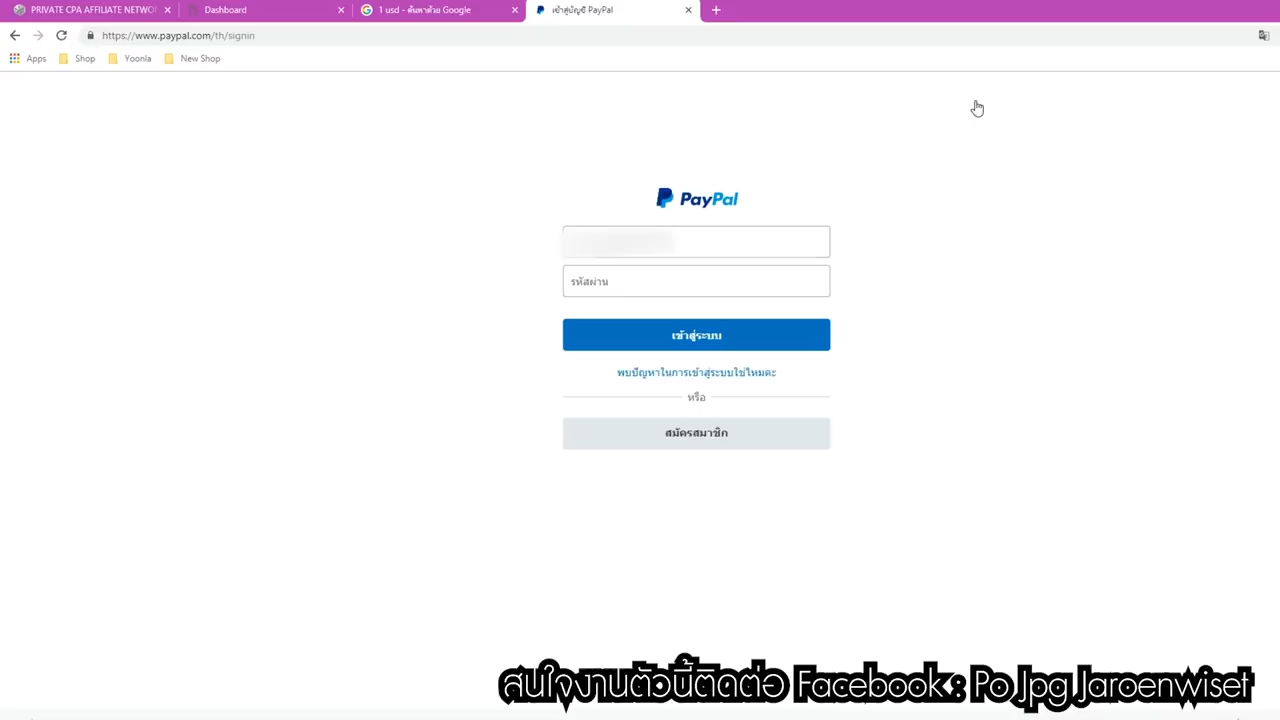 PRIVATE CPA AFFILIATE NETWOR
Dashboard
1 usd - ค้นหาด้วย Google
เข้าสู่บัญชี PayPal
https://www.paypal.com/th/signin
Apps
Shop
Yoonla
New Shop
PayPal
รหัสผ่าน
เข้าสู่ระบบ
พบปัญหาในการเข้าสู่ระบบใช่ไหมคะ
หรือ
สมัครสมาชิก
สนใจงานตัวนี้ติดต่อ Facebook : Po Jpg Jaroenwiset